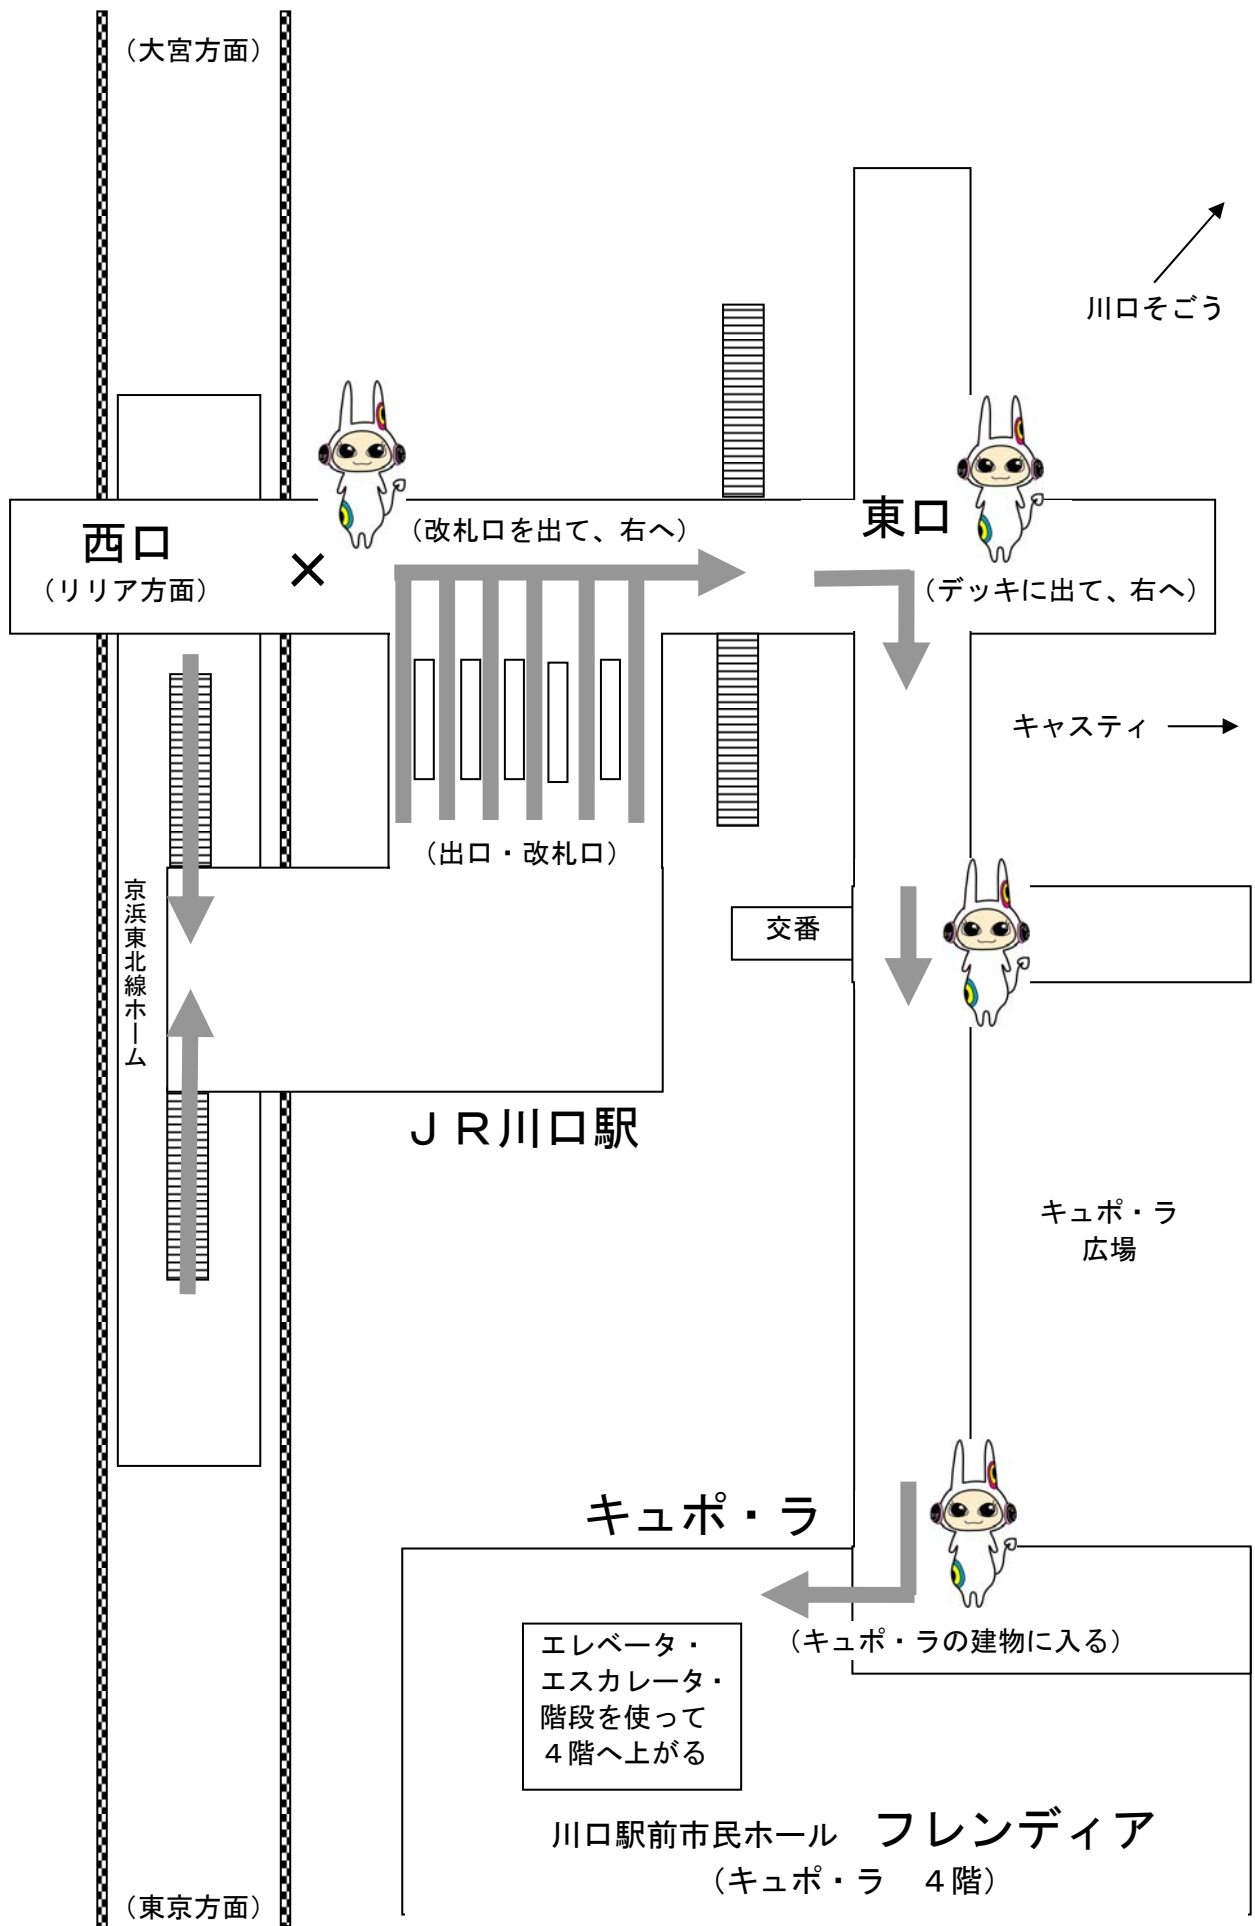 （大宮方面）
川口そごう
西口
（リリア方面）
×
（改札口を出て、右へ）
東口
（デッキに出て、右へ）
キャスティ
（出口・改札口）
京浜東北線ホーム
交番
ＪＲ川口駅
キュポ・ラ
広場
キュポ・ラ
（キュポ・ラの建物に入る）
エレベータ・
エスカレータ・
階段を使って
４階へ上がる
川口駅前市民ホール　フレンディア
（キュポ・ラ　４階）
（東京方面）